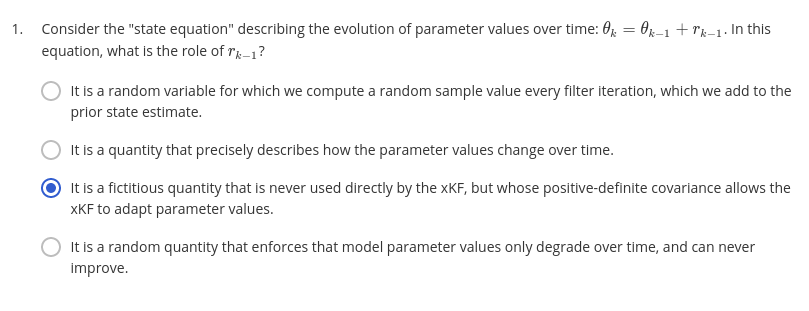 1. Consider the "state equation" describing the evolution of parameter values over time: θₖ = θₖ₋₁ + rₖ₋₁. In this
equation, what is the role of rₖ₋₁?
It is a random variable for which we compute a random sample value every filter iteration, which we add to the
prior state estimate.
It is a quantity that precisely describes how the parameter values change over time.
It is a fictitious quantity that is never used directly by the xKF, but whose positive-definite covariance allows the
xKF to adapt parameter values.
It is a random quantity that enforces that model parameter values only degrade over time, and can never
improve.